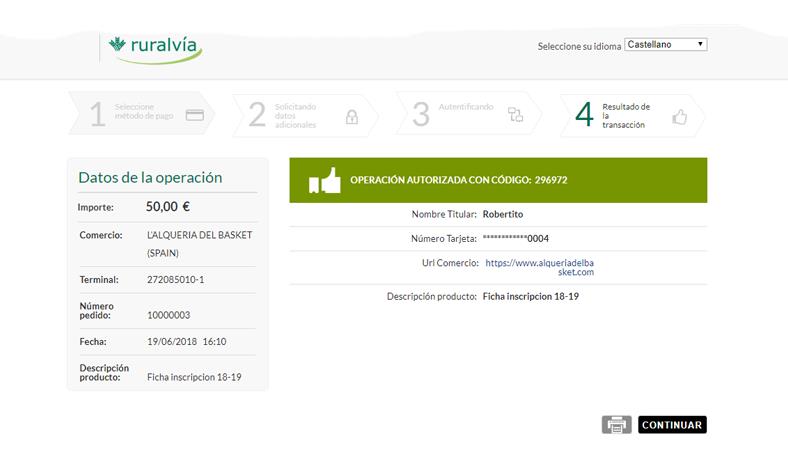 ruralvía
Seleccione su idioma Castellano
1 Seleccione
método de pago
2 Solicitando
datos
adicionales
3 Autentificando
4 Resultado de
la
transacción
Datos de la operación
Importe: 50,00 €
Comercio: L'ALQUERIA DEL BASKET
(SPAIN)
Terminal: 272085010-1
Número
pedido: 10000003
Fecha: 19/06/2018 16:10
Descripción
producto: Ficha inscripcion 18-19
OPERACIÓN AUTORIZADA CON CÓDIGO: 296972
Nombre Titular: Robertito
Número Tarjeta: ************0004
Url Comercio: https://www.alqueriadelba
sket.com
Descripción producto: Ficha inscripcion 18-19
CONTINUAR